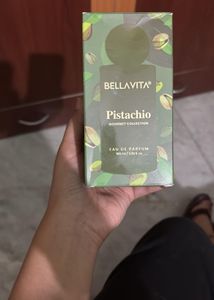 BELLAVITA®
Pistachio
GOURMET COLLECTION
EAU DE PARFUM